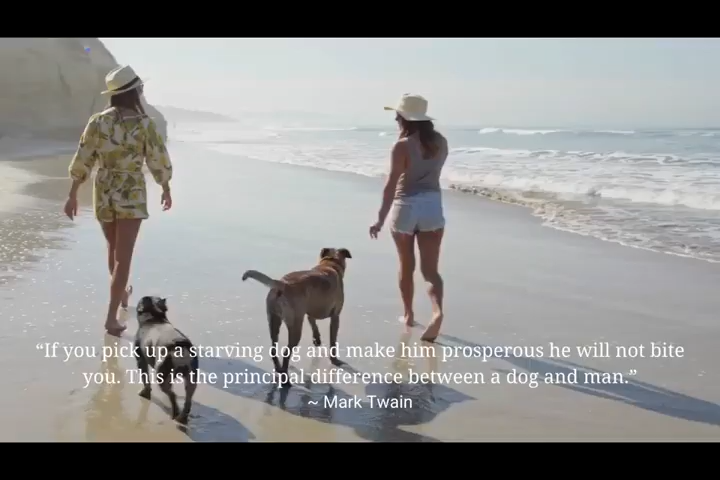 “If you pick up a starving dog and make him prosperous he will not bite
you. This is the principal difference between a dog and man.”
~ Mark Twain